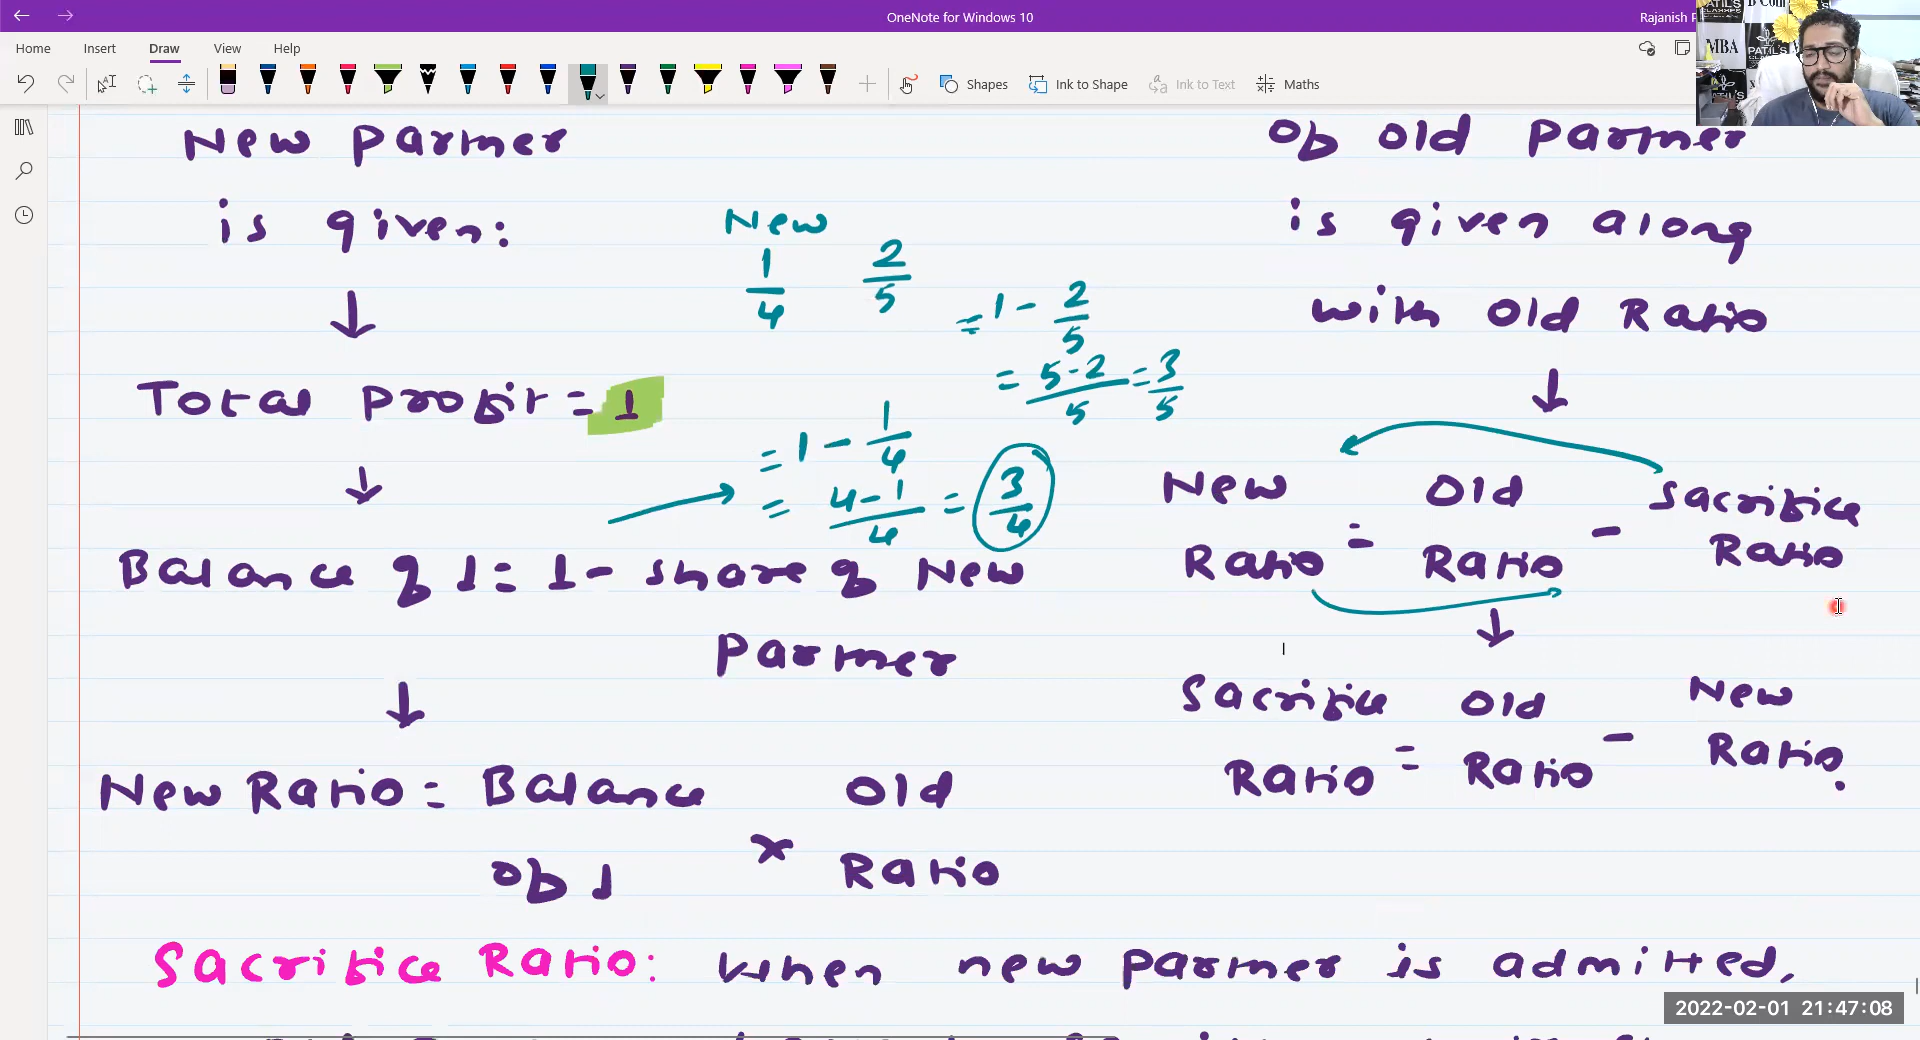 OneNote for Windows 10
Rajanish P
Home Insert Draw View Help
Shapes Ink to Shape Ink to Text Maths
B Com
MBA
PATIL'S
New Partner
is given:
Total profit = 1
Balance of 1 = 1 - share of New
Partner
New Ratio = Balance of 1 × Old Ratio
New
1/4 2/5
= 1 - 2/5
= 5-2/5 = 3/5
= 1 - 1/4
= 4-1/4 = 3/4
of old Partner
is given along
with Old Ratio
New Ratio = Old Ratio - Sacrifice Ratio
Sacrifice Ratio = Old Ratio - New Ratio.
Sacrifice Ratio: When new partner is admitted,
2022-02-01 21:47:08